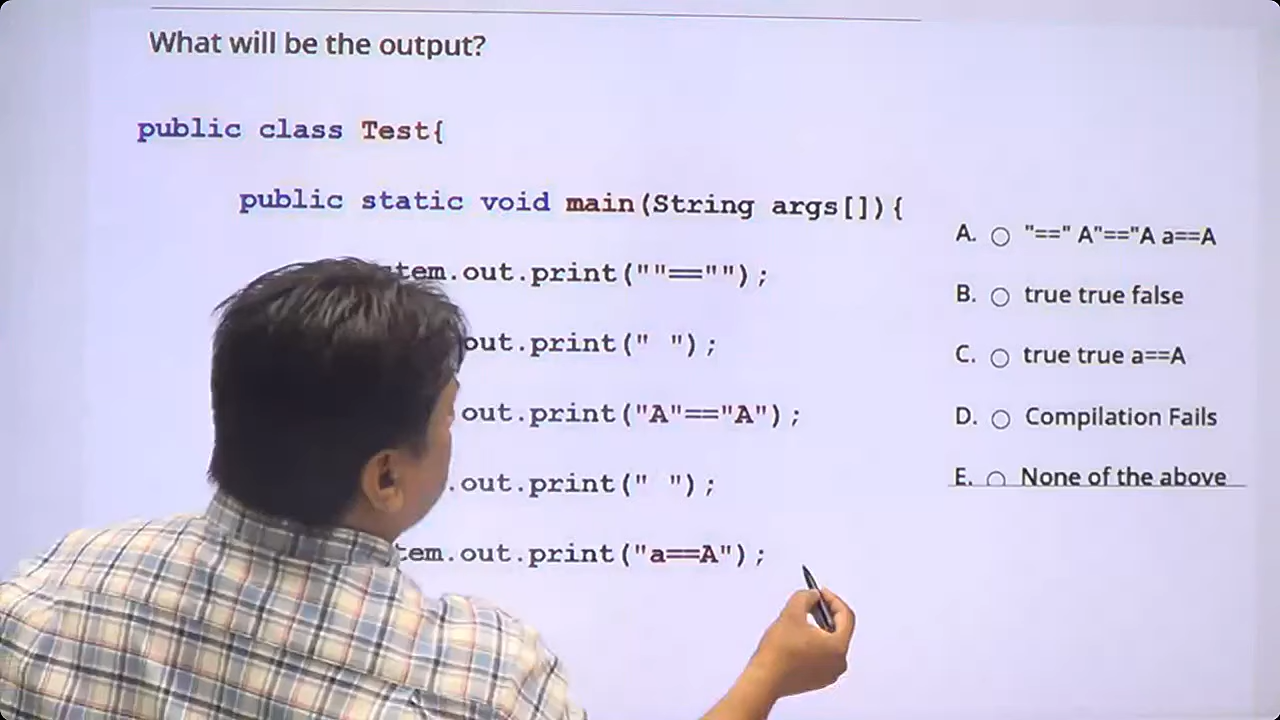 What will be the output?
public class Test{
public static void main(String args[]){
tem.out.print(""=="");
out.print(" ");
out.print("A"=="A");
.out.print(" ");
tem.out.print("a==A");
A. "==" A"=="A a==A
B. true true false
C. true true a==A
D. Compilation Fails
E. None of the above